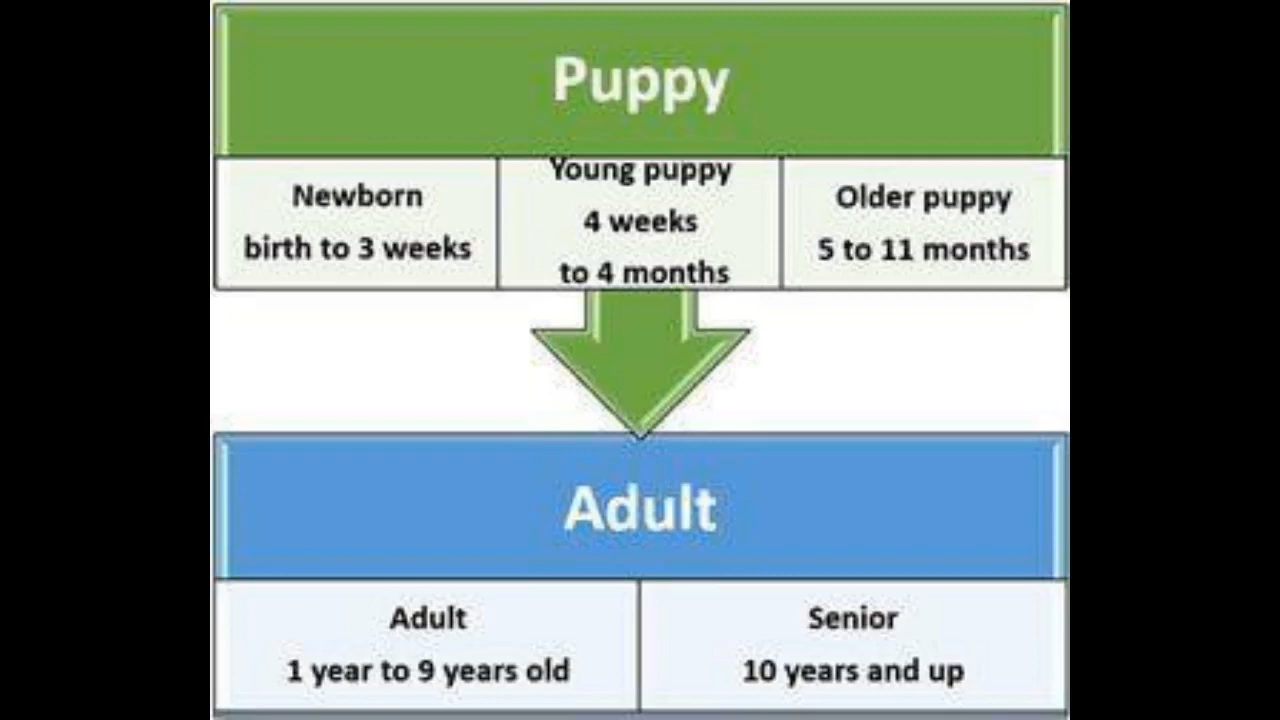 Puppy
Newborn
birth to 3 weeks
Young puppy
4 weeks
to 4 months
Older puppy
5 to 11 months
Adult
Adult
1 year to 9 years old
Senior
10 years and up